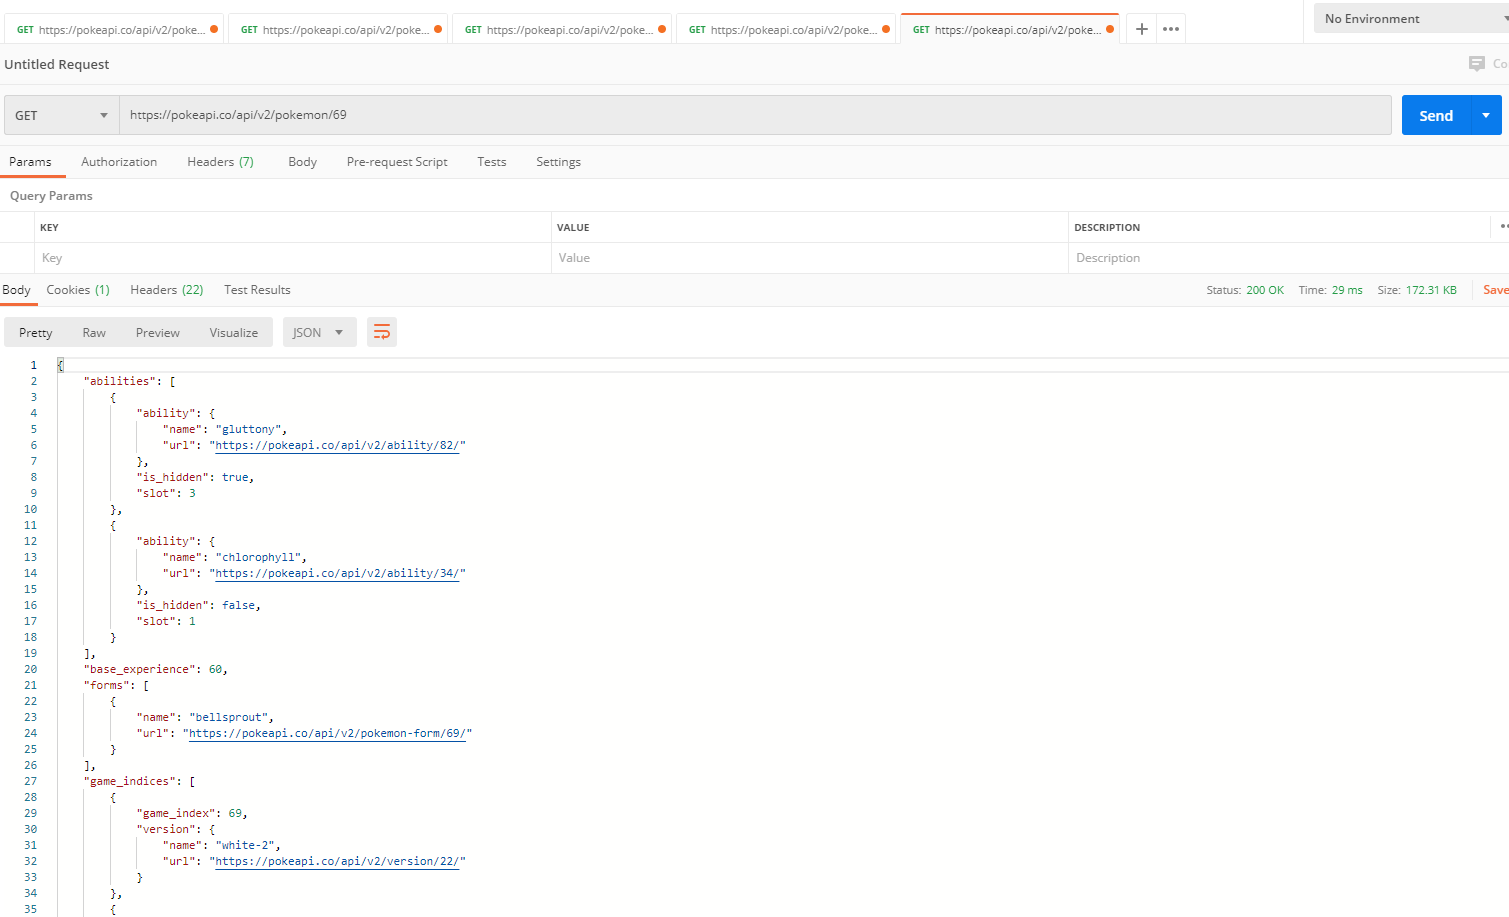 GET https://pokeapi.co/api/v2/poke... GET https://pokeapi.co/api/v2/poke... GET https://pokeapi.co/api/v2/poke... GET https://pokeapi.co/api/v2/poke... GET https://pokeapi.co/api/v2/poke... + ••• No Environment
Untitled Request Co
GET https://pokeapi.co/api/v2/pokemon/69 Send
Params Authorization Headers (7) Body Pre-request Script Tests Settings
Query Params
KEY VALUE DESCRIPTION
Key Value Description
Body Cookies (1) Headers (22) Test Results Status: 200 OK Time: 29 ms Size: 172.31 KB Save
Pretty Raw Preview Visualize JSON
1 {
2 "abilities": [
3 {
4 "ability": {
5 "name": "gluttony",
6 "url": "https://pokeapi.co/api/v2/ability/82/"
7 },
8 "is_hidden": true,
9 "slot": 3
10 },
11 {
12 "ability": {
13 "name": "chlorophyll",
14 "url": "https://pokeapi.co/api/v2/ability/34/"
15 },
16 "is_hidden": false,
17 "slot": 1
18 }
19 ],
20 "base_experience": 60,
21 "forms": [
22 {
23 "name": "bellsprout",
24 "url": "https://pokeapi.co/api/v2/pokemon-form/69/"
25 }
26 ],
27 "game_indices": [
28 {
29 "game_index": 69,
30 "version": {
31 "name": "white-2",
32 "url": "https://pokeapi.co/api/v2/version/22/"
33 }
34 },
35 {